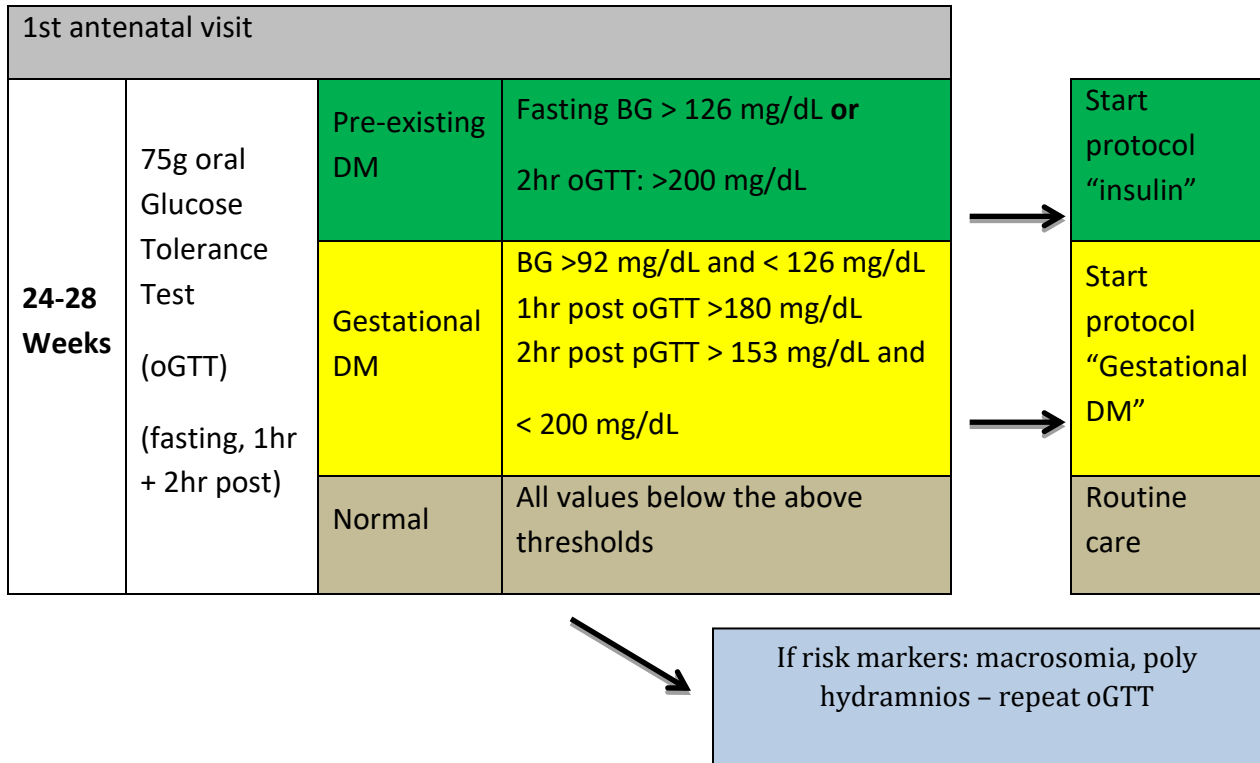 1st antenatal visit
24-28
Weeks
75g oral
Glucose
Tolerance
Test
(oGTT)
(fasting, 1hr
+ 2hr post)
Pre-existing
DM
Fasting BG > 126 mg/dL or
2hr oGTT: >200 mg/dL
Start
protocol
“insulin”
Gestational
DM
BG >92 mg/dL and < 126 mg/dL
1hr post oGTT >180 mg/dL
2hr post pGTT > 153 mg/dL and
< 200 mg/dL
Start
protocol
“Gestational
DM”
Normal
All values below the above
thresholds
Routine
care
If risk markers: macrosomia, poly
hydramnios – repeat oGTT